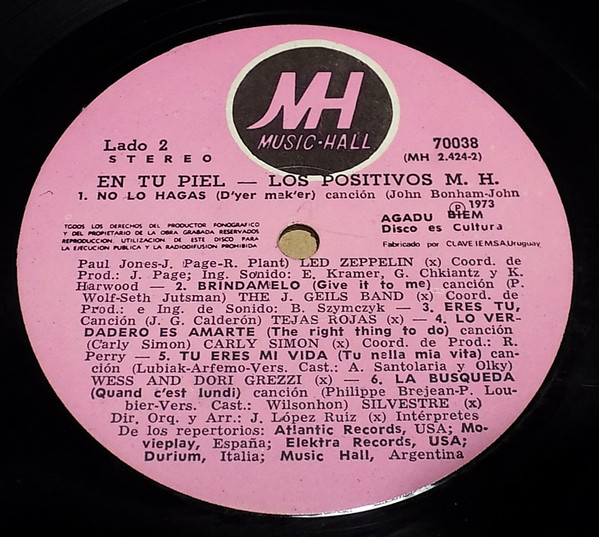 MH
MUSIC-HALL
Lado 2
STEREO
70038
(MH 2.424-2)
EN TU PIEL — LOS POSITIVOS M. H.
1. NO LO HAGAS (D'yer mak'er) canción (John Bonham-John
℗ 1973
TODOS LOS DERECHOS DEL PRODUCTOR FONOGRAFICO
Y DEL PROPIETARIO DE LA OBRA GRABADA RESERVADOS
REPRODUCCION, UTILIZACION DE ESTE DISCO PARA
LA EJECUCION PUBLICA Y LA RADIODIFUSION PROHIBIDA
AGADU BIEM
Disco es Cultura
Fabricado por CLAVE IEMSA.Uruguay
Paul Jones-J. Page-R. Plant) LED ZEPPELIN (x) Coord. de
Prod.: J. Page; Ing. Sonido: E. Kramer, G. Chkiantz y K.
Harwood — 2. BRINDAMELO (Give it to me) canción (P.
Wolf-Seth Jutsman) THE J. GEILS BAND (x) Coord. de
Prod.: e Ing. de Sonido: B. Szymczyk — 3. ERES TU,
Canción (J. G. Calderón) TEJAS ROJAS (x) — 4. LO VER-
DADERO ES AMARTE (The right thing to do) canción
(Carly Simon) CARLY SIMON (x) Coord. de Prod.: R.
Perry — 5. TU ERES MI VIDA (Tu nella mia vita) can-
ción (Lubiak-Arfemo-Vers. Cast.: A. Santolaria y Olky)
WESS AND DORI GREZZI (x) — 6. LA BUSQUEDA
(Quand c'est lundi) canción (Philippe Brejean-P. Lou-
bier-Vers. Cast.: Wilsonhon) SILVESTRE (x)
Dir. Orq. y Arr.: J. López Ruiz (x) Intérpretes
De los repertorios: Atlantic Records, USA; Mo-
vieplay, España; Elektra Records, USA;
Durium, Italia; Music Hall, Argentina